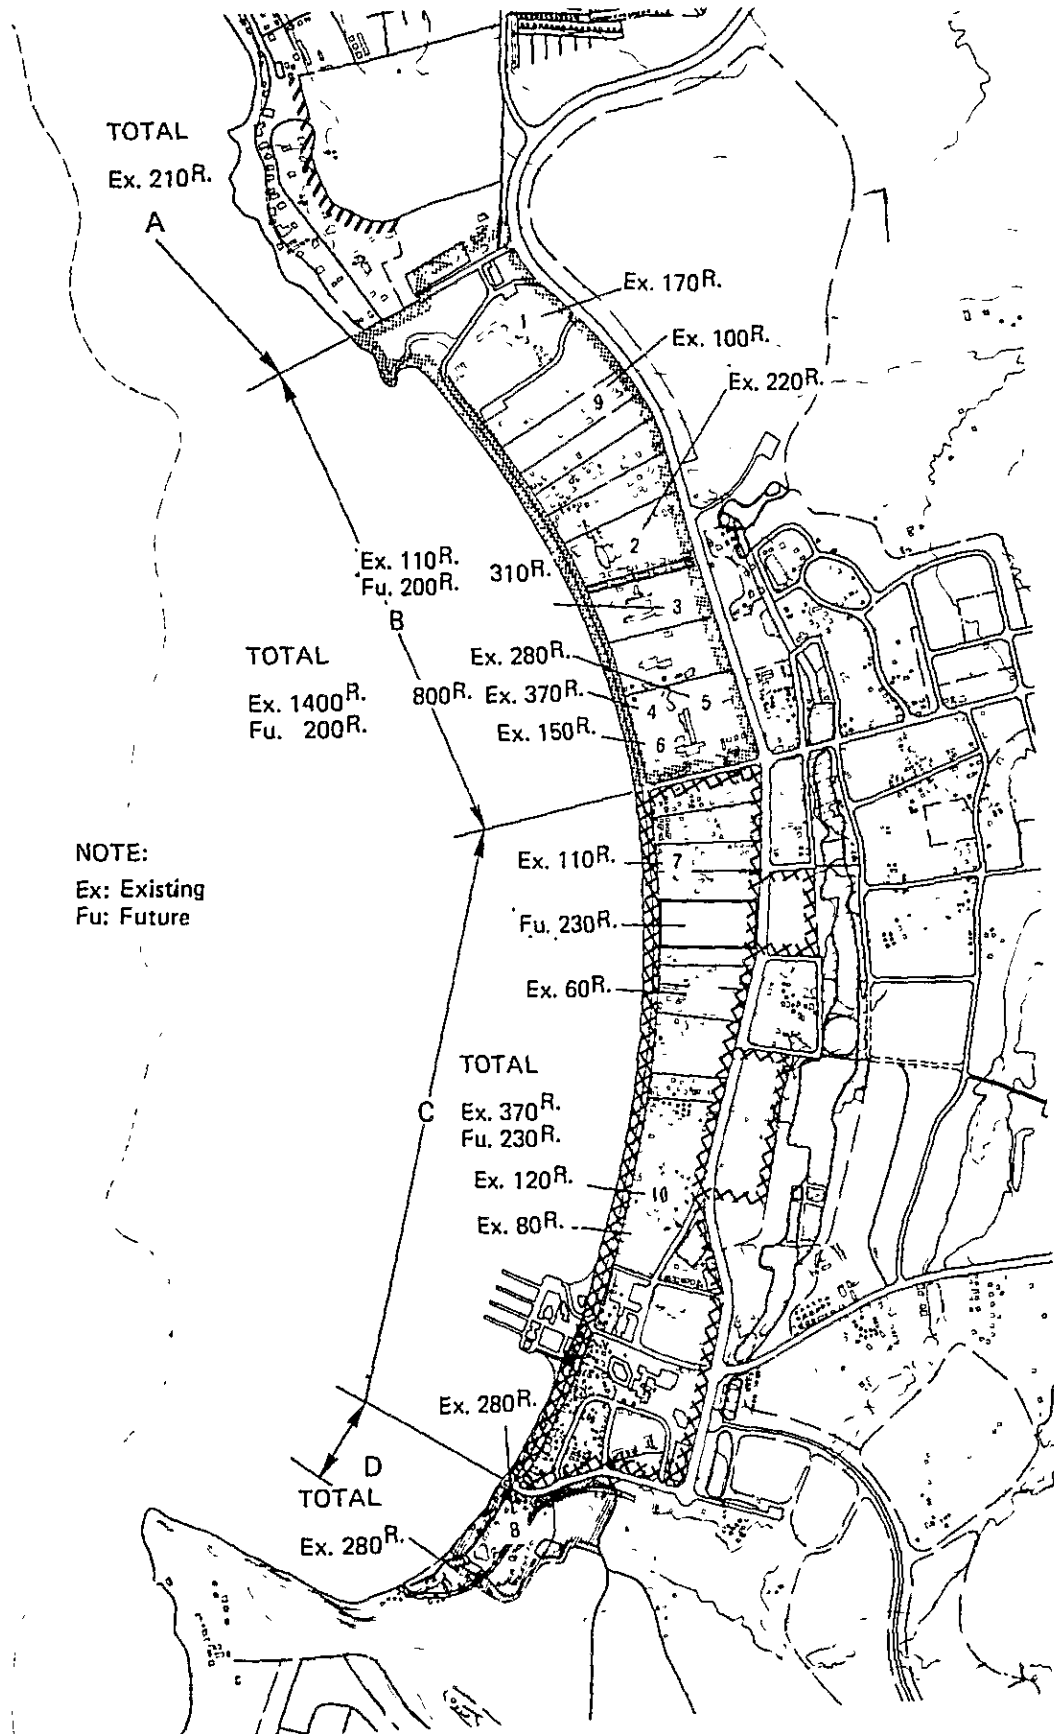 TOTAL
Ex. 210R.
A
Ex. 170R.
1
Ex. 100R.
Ex. 220R.
9
2
Ex. 110R.
Fu. 200R.
310R.
3
B
TOTAL
Ex. 1400R.
Fu. 200R.
800R.
Ex. 280R.
Ex. 370R.
4
5
Ex. 150R.
6
NOTE:
Ex: Existing
Fu: Future
Ex. 110R.
7
Fu. 230R.
Ex. 60R.
TOTAL
C
Ex. 370R.
Fu. 230R.
Ex. 120R.
10
Ex. 80R.
Ex. 280R.
D
TOTAL
Ex. 280R.
8